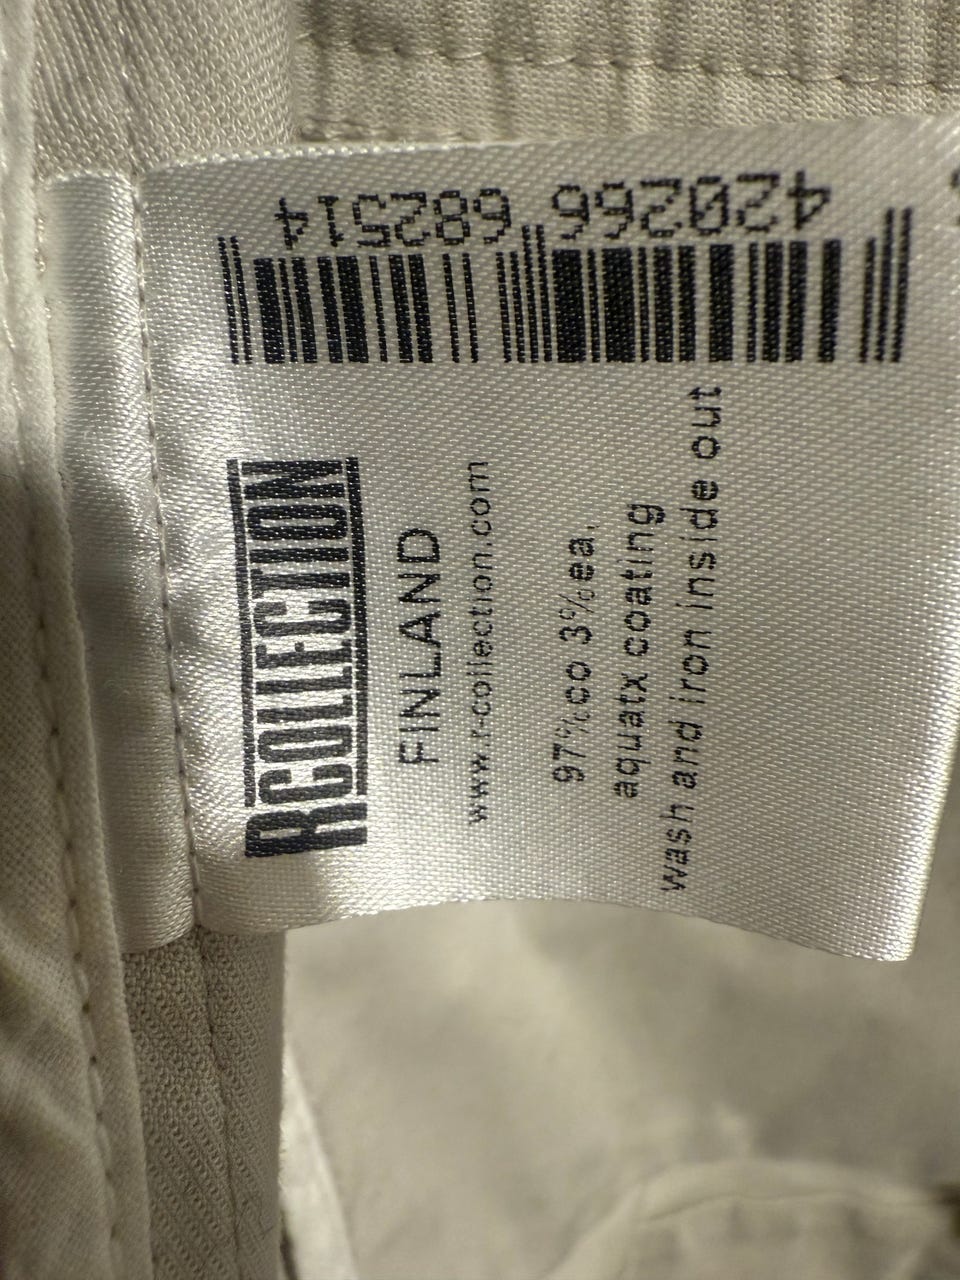 RCOLLECTION
FINLAND
www.r-collection.com
97%co 3%ea.
aquatx coating
wash and iron inside out
420266 682514